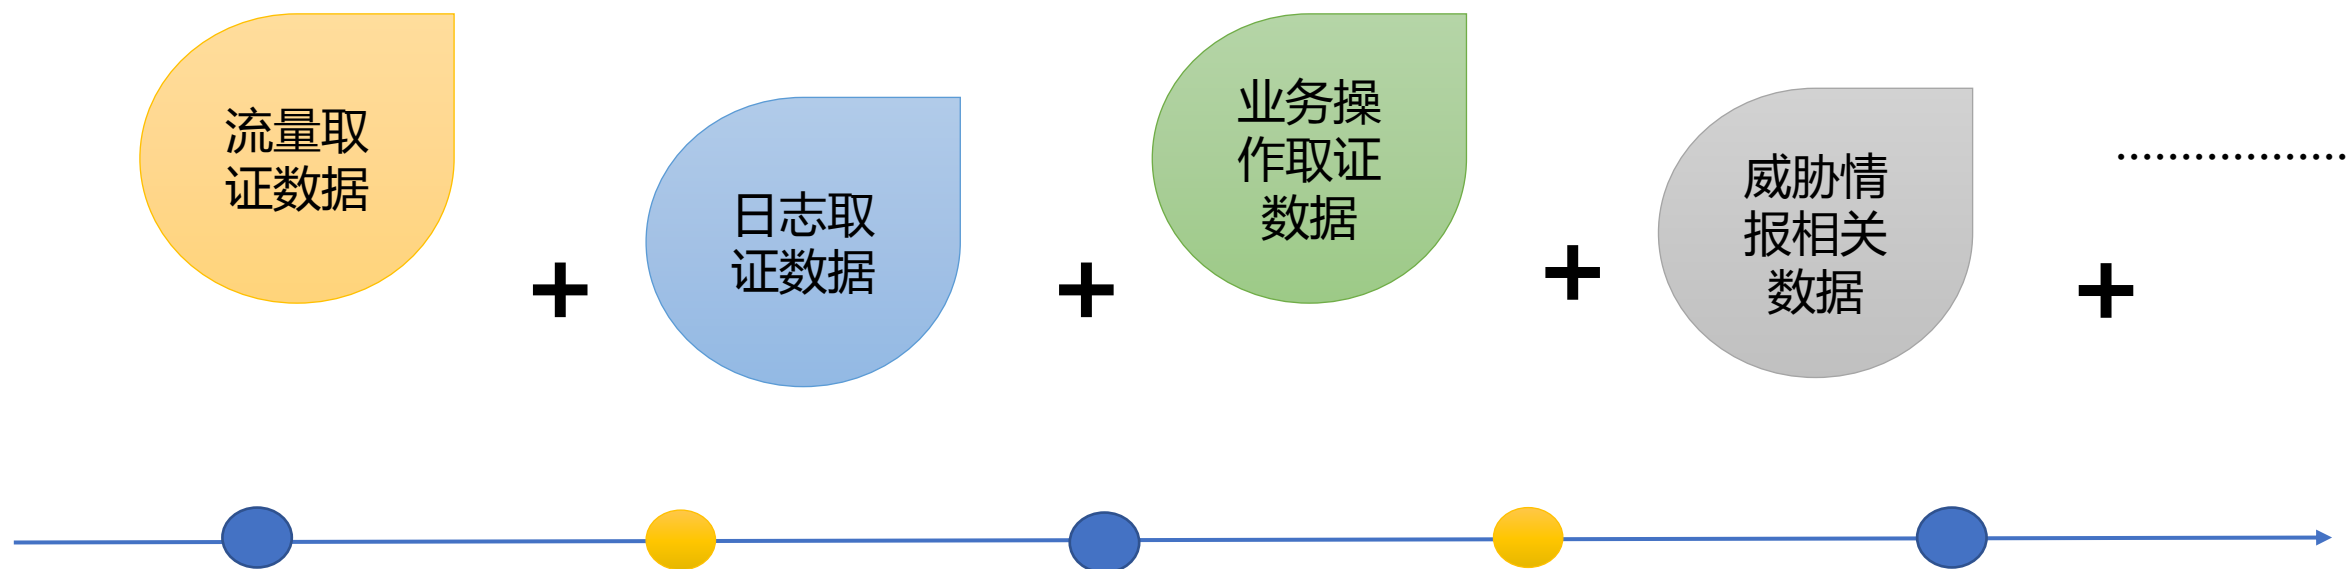 流量取
证数据
+
日志取
证数据
+
业务操
作取证
数据
+
威胁情
报相关
数据
+
………………